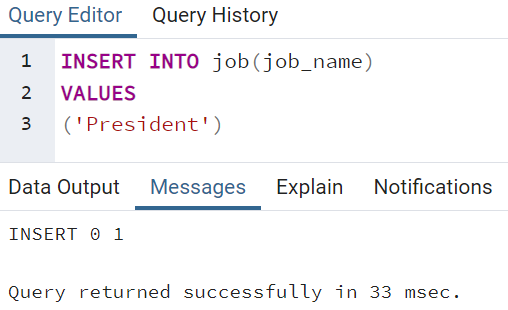 Query Editor Query History
1 INSERT INTO job(job_name)
2 VALUES
3 ('President')
Data Output Messages Explain Notifications
INSERT 0 1
Query returned successfully in 33 msec.